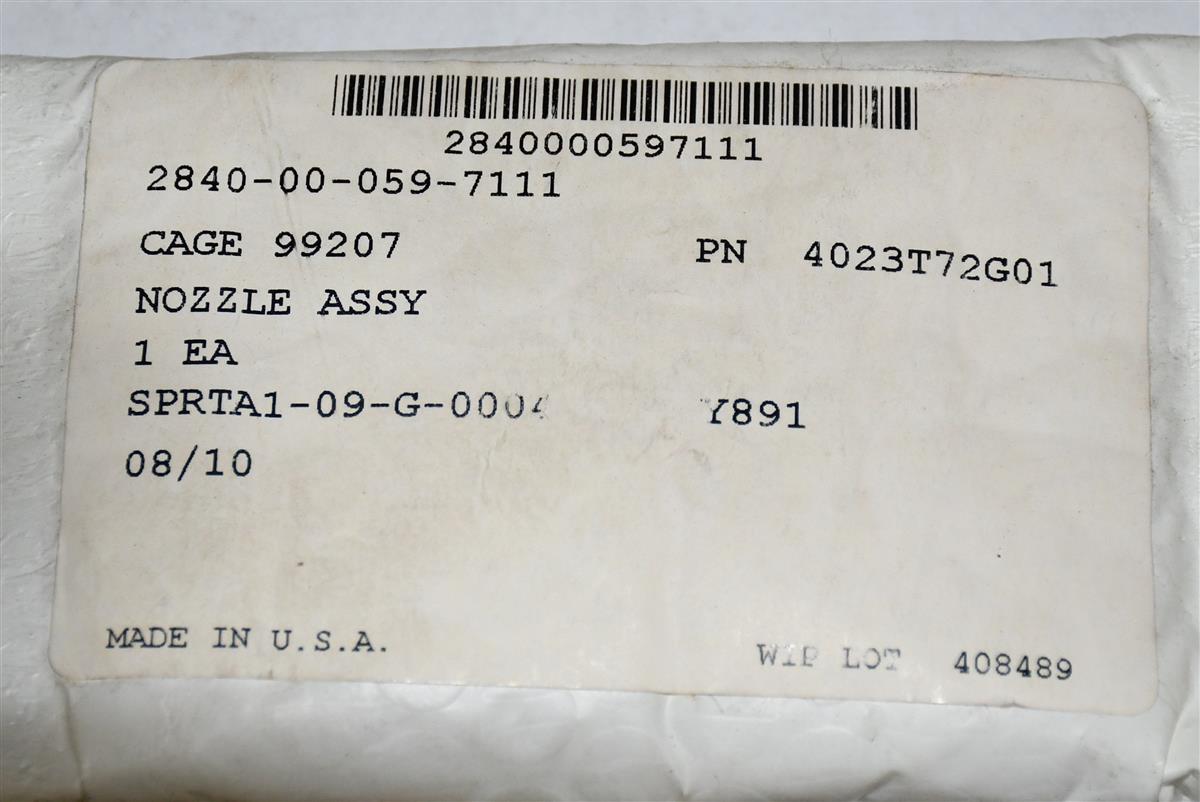 2840000597111
2840-00-059-7111
CAGE 99207 PN 4023T72G01
NOZZLE ASSY
1 EA
SPRTA1-09-G-0004 Y891
08/10
MADE IN U.S.A. WIP LOT 408489